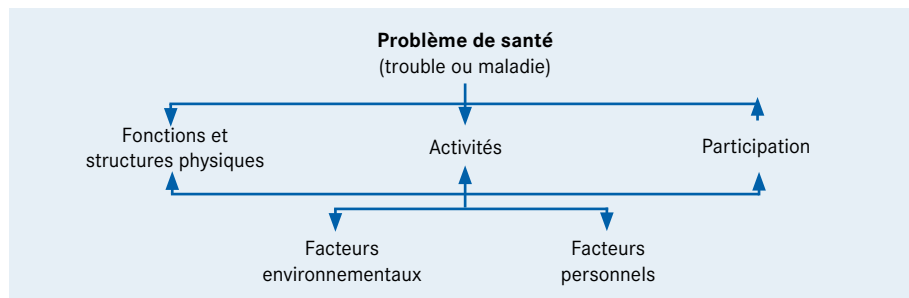 Problème de santé
(trouble ou maladie)
Fonctions et
structures physiques
Activités
Participation
Facteurs
environnementaux
Facteurs
personnels